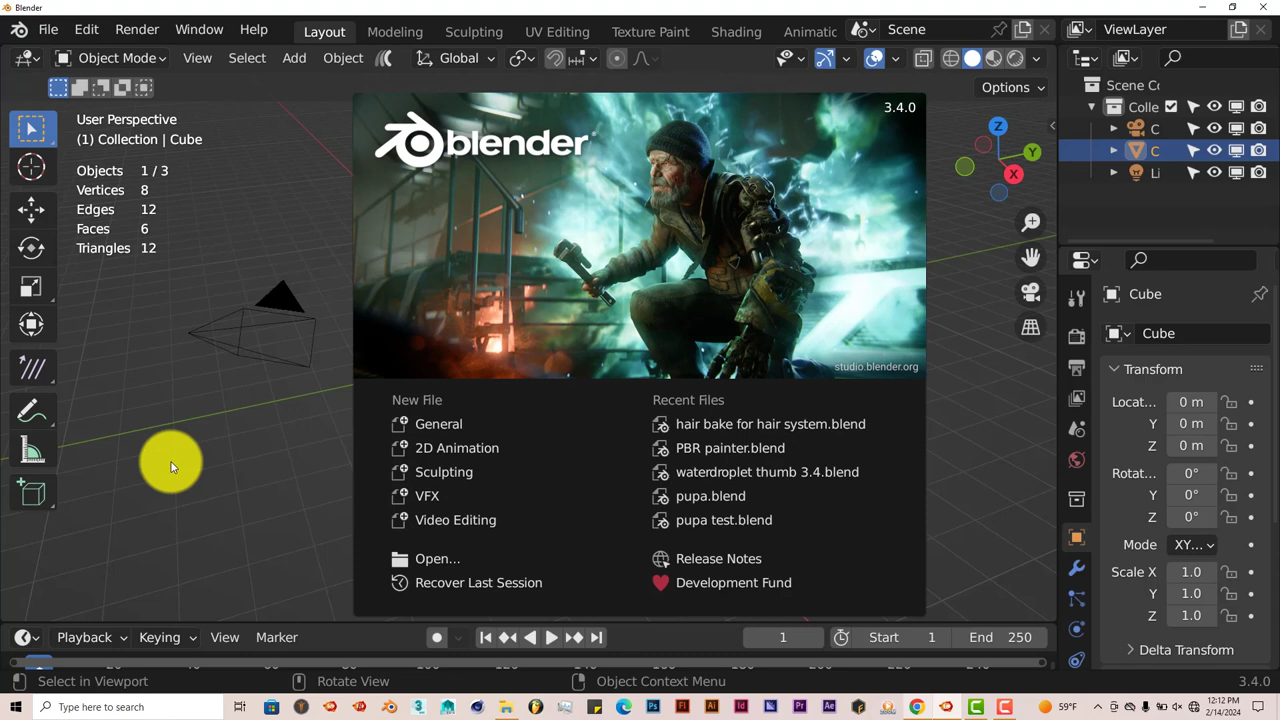 Blender
File Edit Render Window Help Layout Modeling Sculpting UV Editing Texture Paint Shading Animatic Scene ViewLayer
Object Mode View Select Add Object Global
Options
User Perspective
(1) Collection | Cube
Objects 1 / 3
Vertices 8
Edges 12
Faces 6
Triangles 12
blender
3.4.0
studio.blender.org
Z
Y
X
New File
General
2D Animation
Sculpting
VFX
Video Editing
Open...
Recover Last Session
Recent Files
hair bake for hair system.blend
PBR painter.blend
waterdroplet thumb 3.4.blend
pupa.blend
pupa test.blend
Release Notes
Development Fund
Scene Cc
Colle
C
C
Li
Cube
Cube
Transform
Locat... 0 m
Y 0 m
Z 0 m
Rotat... 0°
Y 0°
Z 0°
Mode XY...
Scale X 1.0
Y 1.0
Z 1.0
Delta Transform
Playback Keying View Marker 1 Start 1 End 250
Select in Viewport Rotate View Object Context Menu 3.4.0
Type here to search
59°F
12:12 PM
2/14/2024